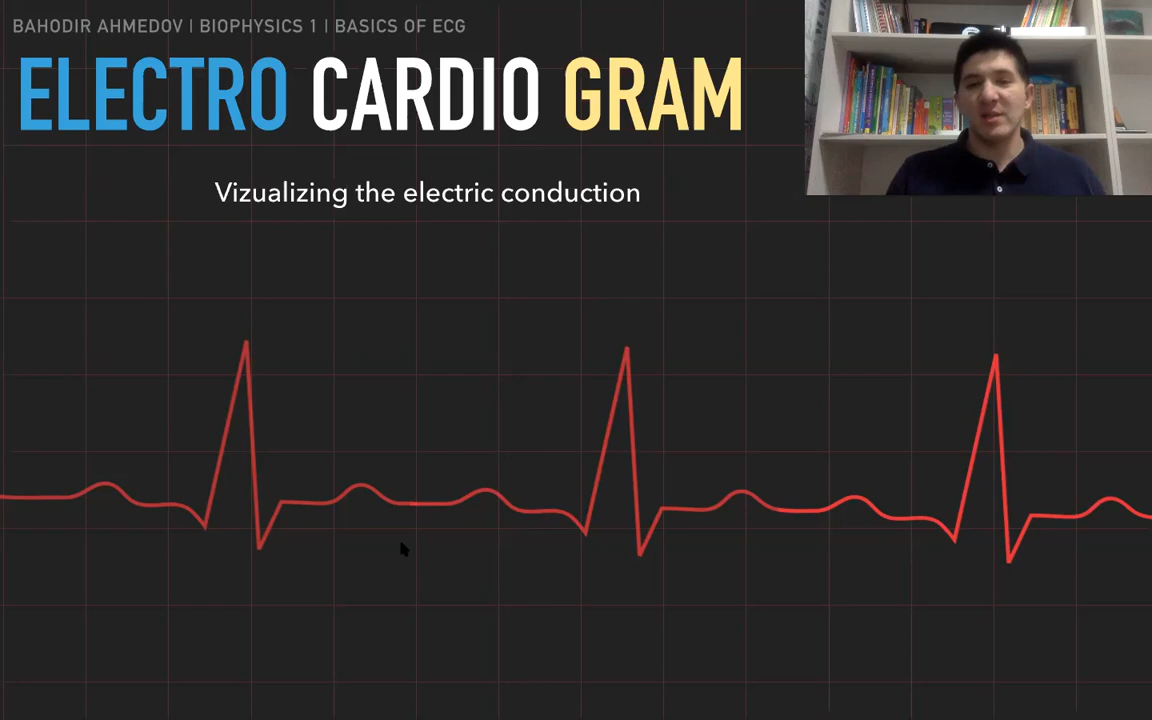 BAHODIR AHMEDOV | BIOPHYSICS 1 | BASICS OF ECG
ELECTRO CARDIO GRAM
Vizualizing the electric conduction